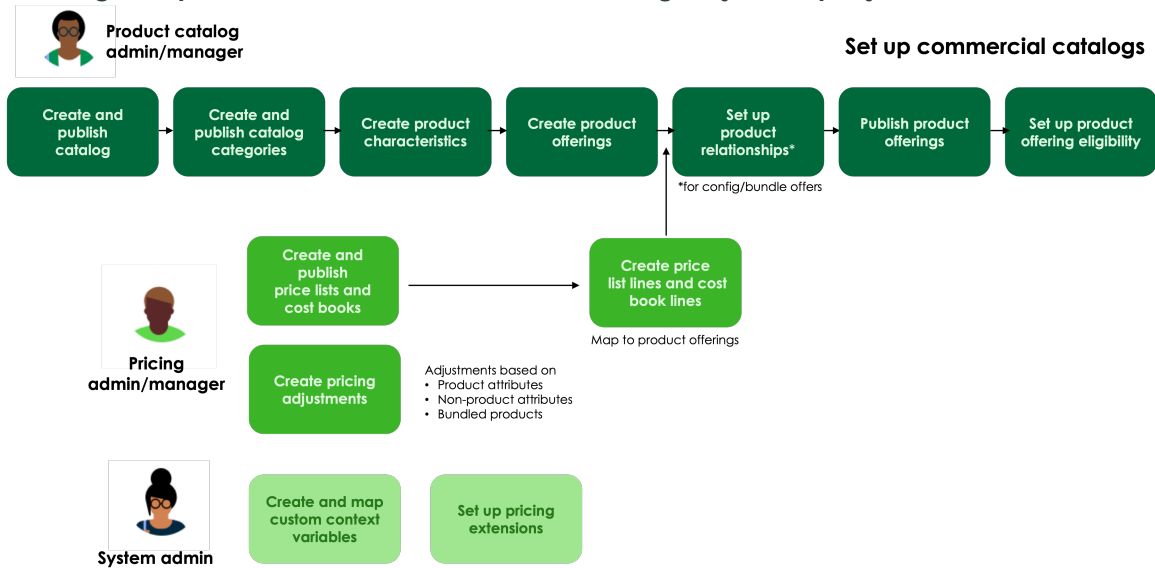 Product catalog
admin/manager
Set up commercial catalogs
Create and
publish
catalog
Create and
publish catalog
categories
Create product
characteristics
Create product
offerings
Set up
product
relationships*
Publish product
offerings
Set up product
offering eligibility
*for config/bundle offers
Create and
publish
price lists and
cost books
Create price
list lines and cost
book lines
Map to product offerings
Pricing
admin/manager
Create pricing
adjustments
Adjustments based on
• Product attributes
• Non-product attributes
• Bundled products
System admin
Create and map
custom context
variables
Set up pricing
extensions